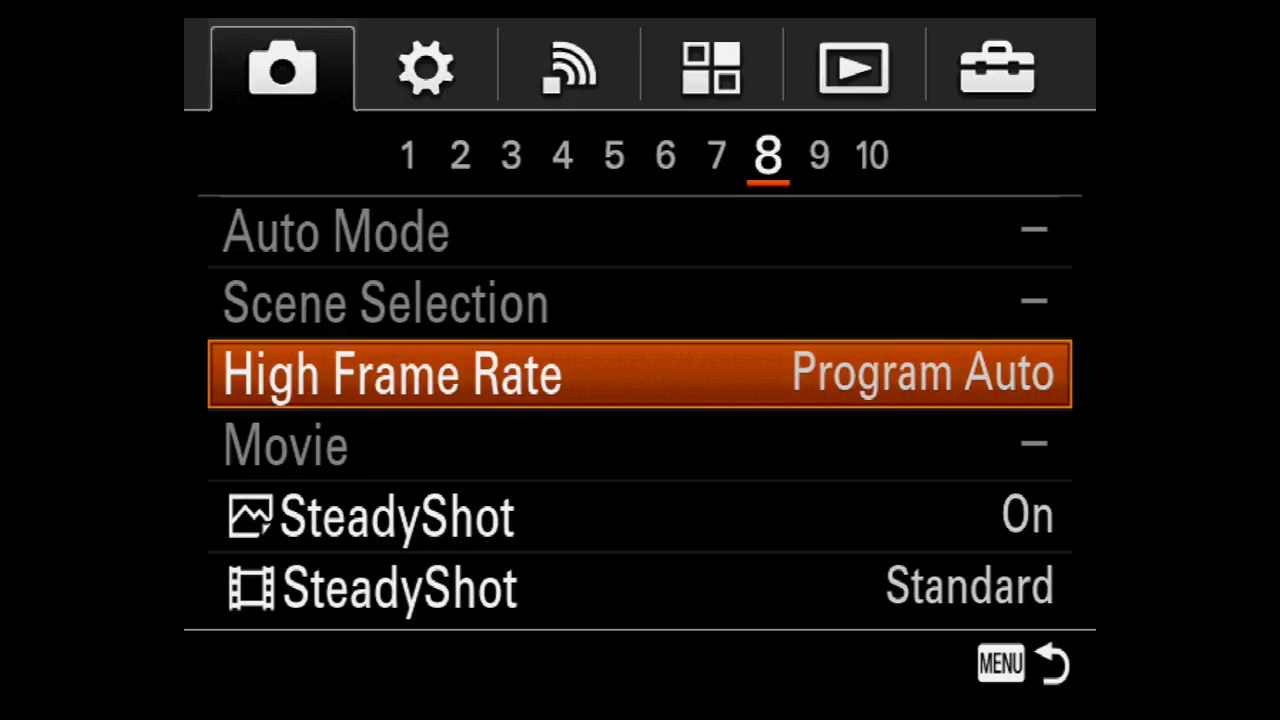 1 2 3 4 5 6 7 8 9 10
Auto Mode –
Scene Selection –
High Frame Rate Program Auto
Movie –
SteadyShot On
SteadyShot Standard
MENU